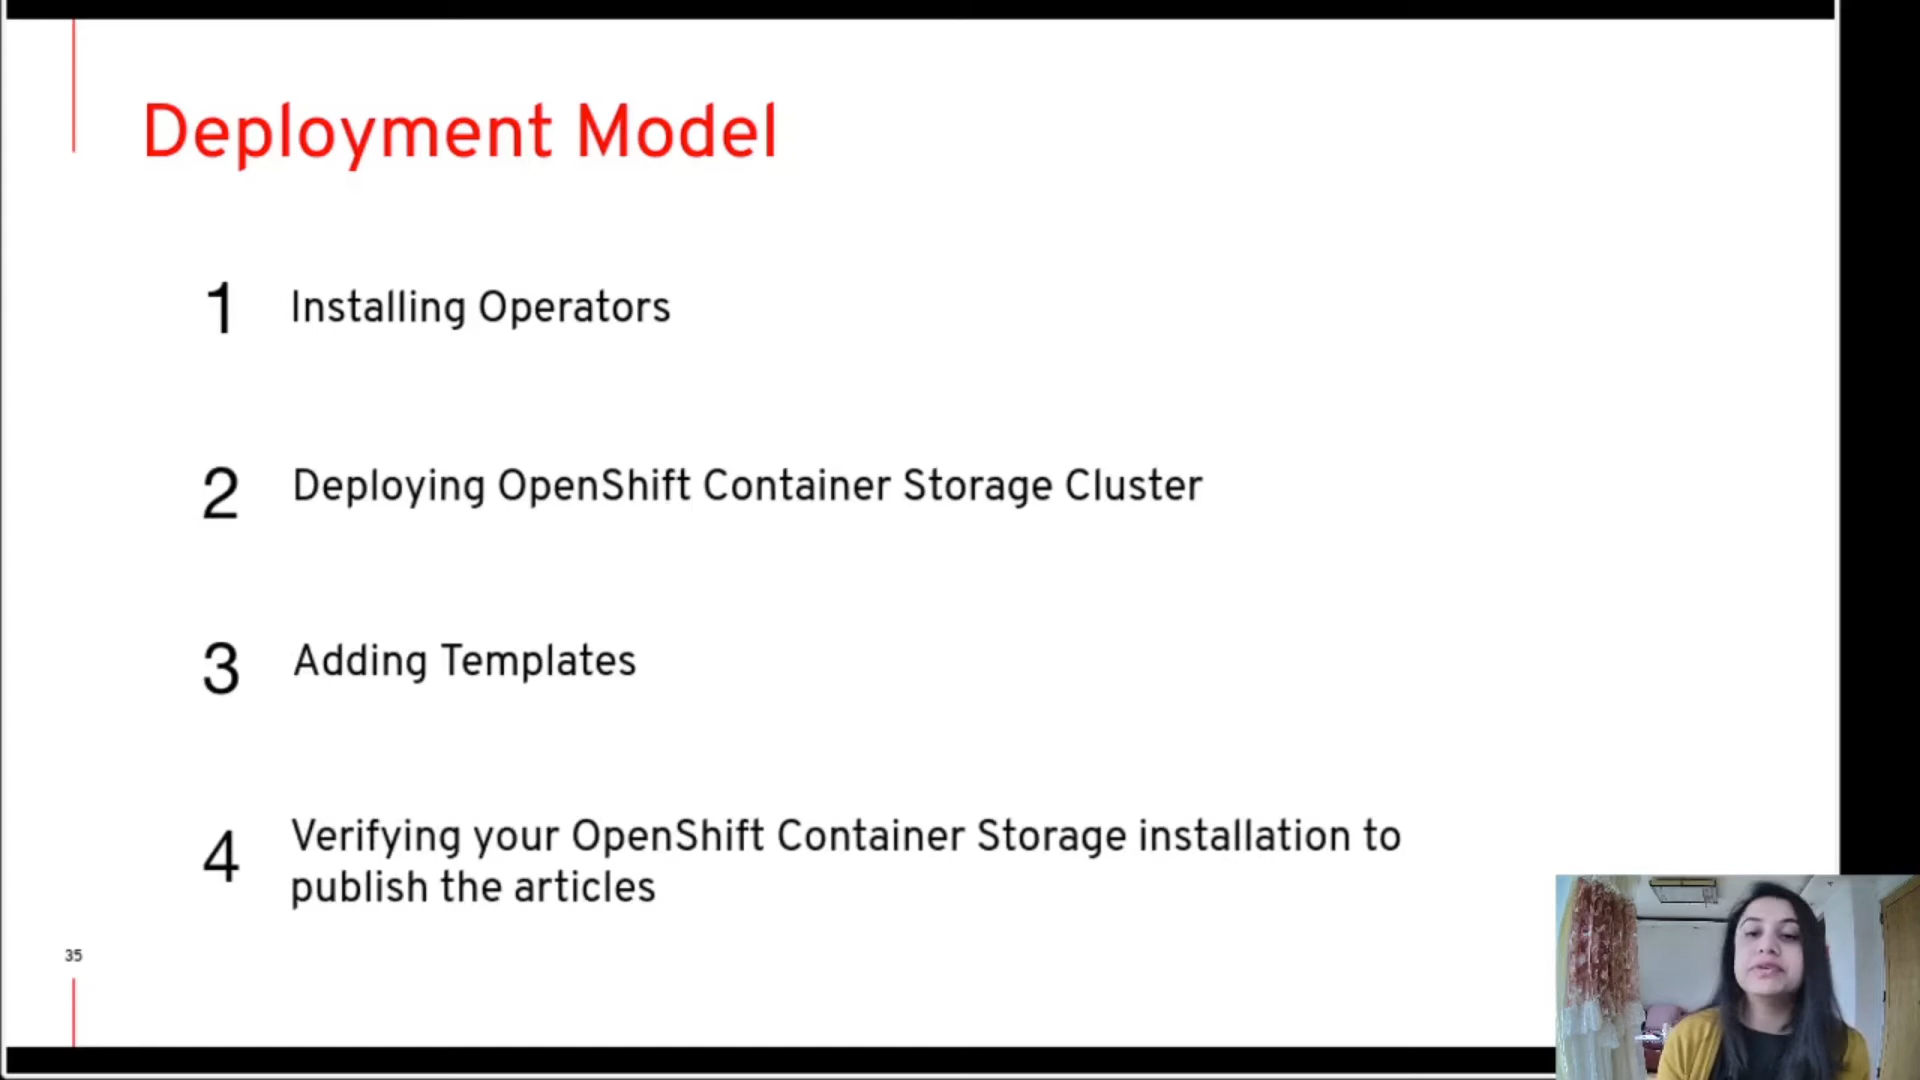 Deployment Model
1 Installing Operators
2 Deploying OpenShift Container Storage Cluster
3 Adding Templates
4 Verifying your OpenShift Container Storage installation to
publish the articles
35